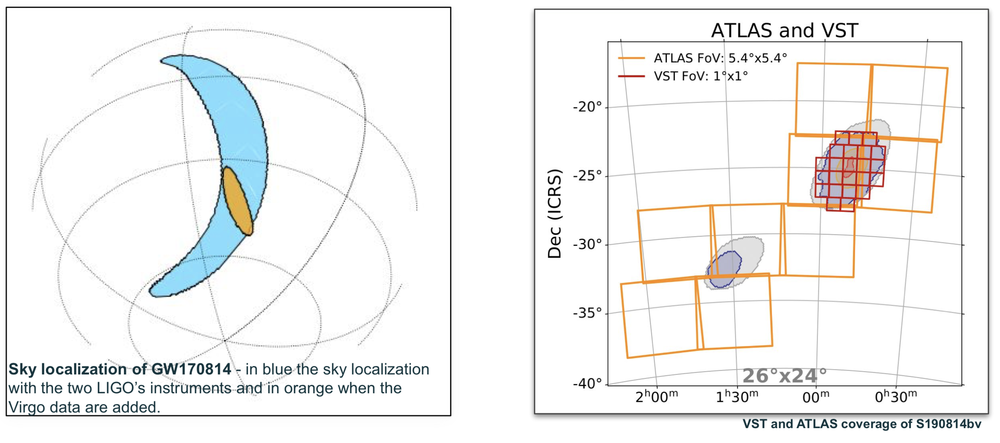 Sky localization of GW170814 - in blue the sky localization
with the two LIGO's instruments and in orange when the
Virgo data are added.
ATLAS and VST
ATLAS FoV: 5.4°x5.4°
VST FoV: 1°x1°
Dec (ICRS)
-20°
-25°
-30°
-35°
-40°
26°x24°
2ʰ00ᵐ 1ʰ30ᵐ 00ᵐ 0ʰ30ᵐ
VST and ATLAS coverage of S190814bv